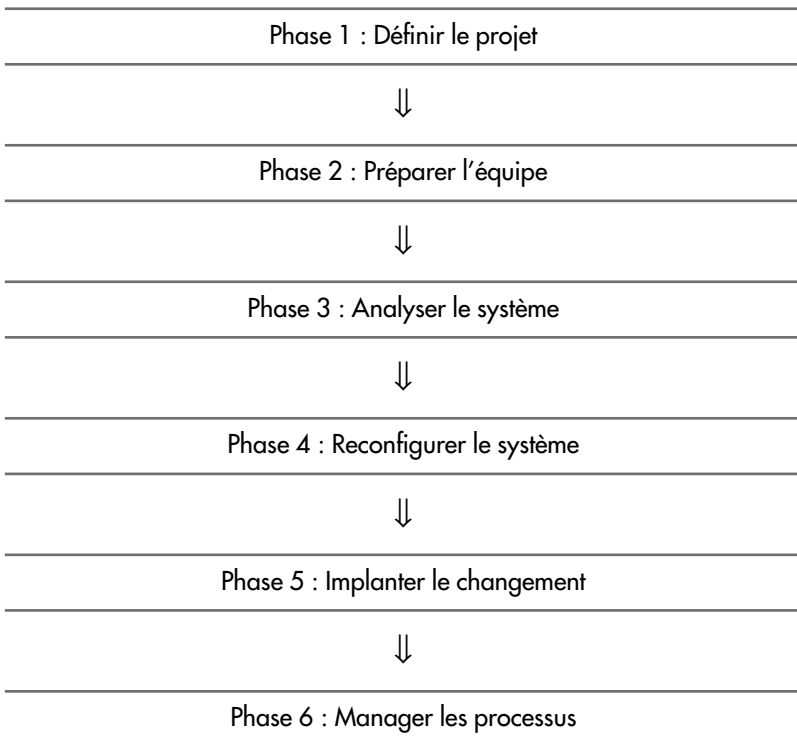 Phase 1 : Définir le projet
⇓
Phase 2 : Préparer l’équipe
⇓
Phase 3 : Analyser le système
⇓
Phase 4 : Reconfigurer le système
⇓
Phase 5 : Implanter le changement
⇓
Phase 6 : Manager les processus